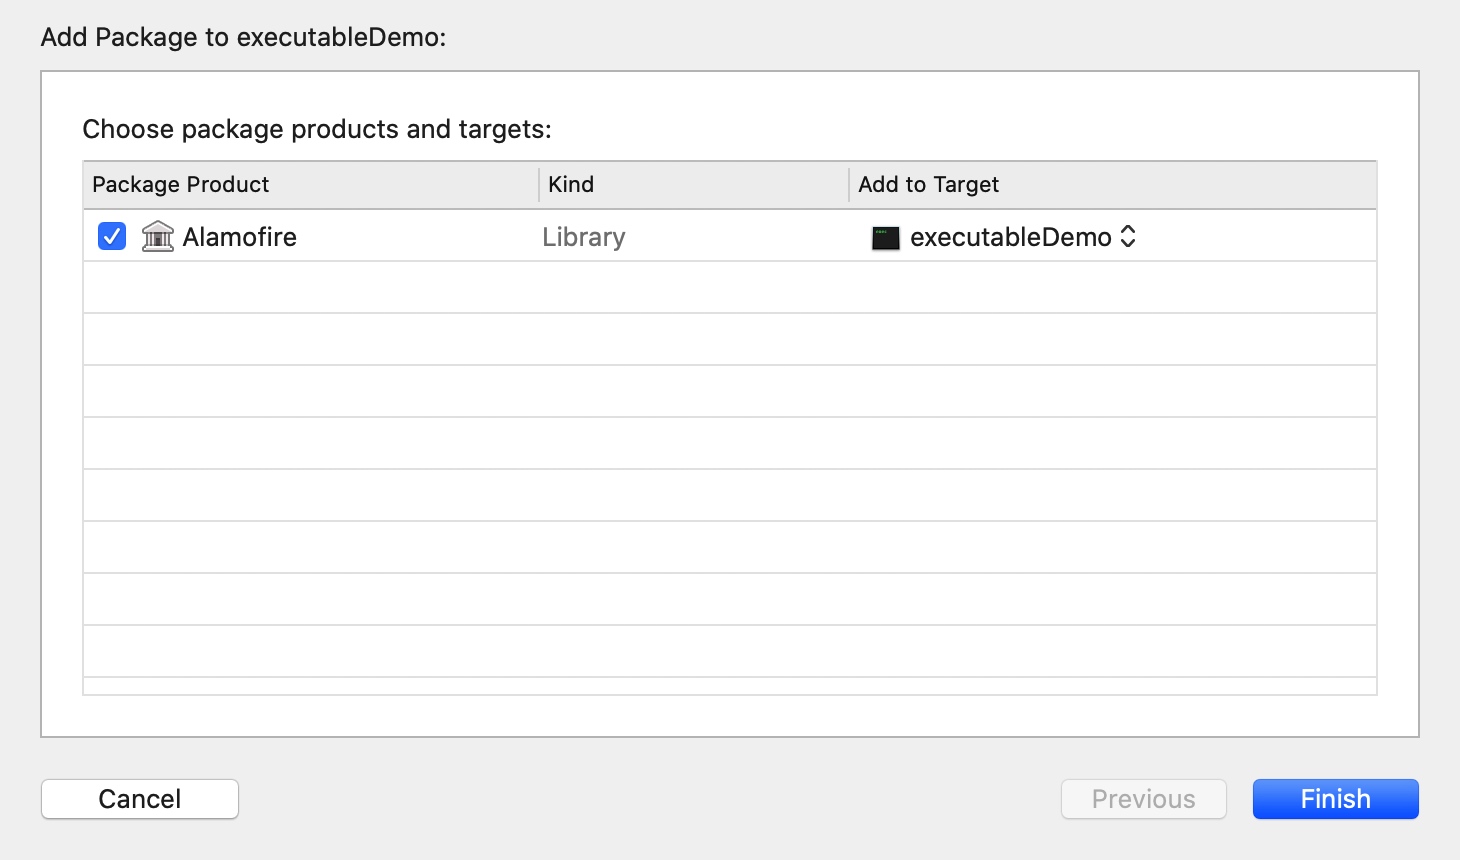 Add Package to executableDemo:
Choose package products and targets:
Package Product Kind Add to Target
Alamofire Library executableDemo
Cancel Previous Finish